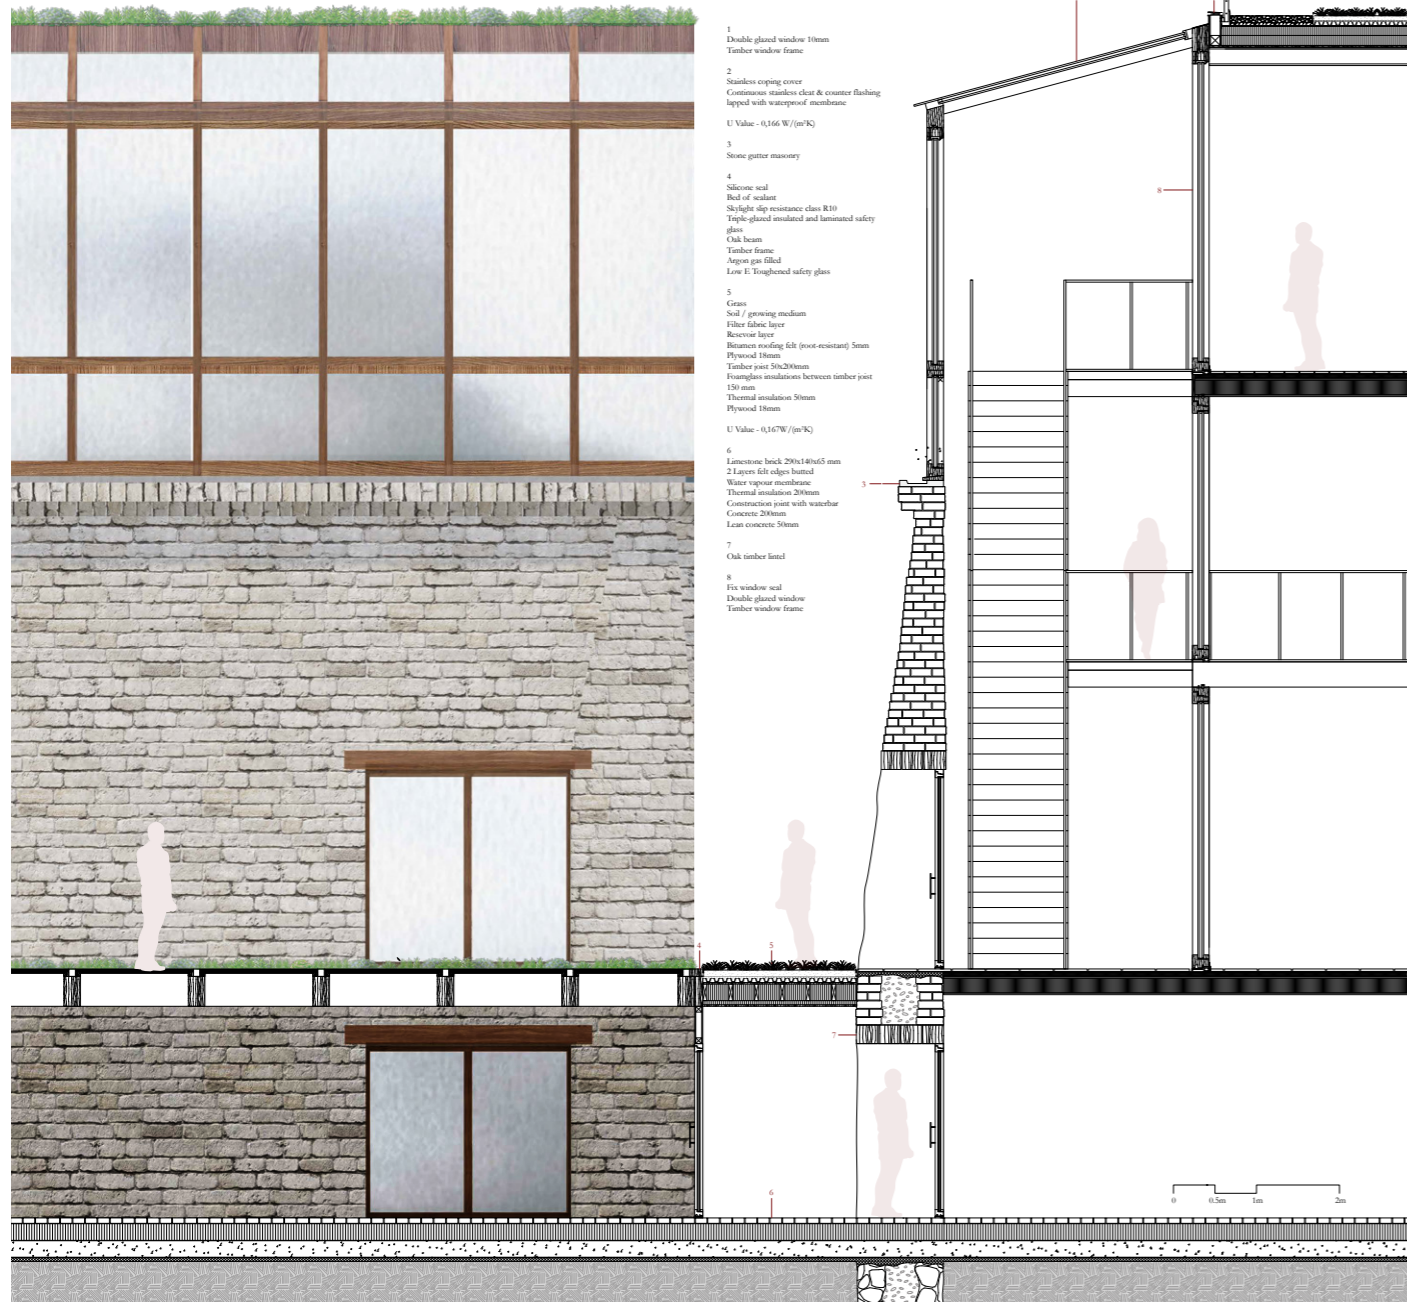 1
Double glazed window 10mm
Timber window frame
2
Stainless coping cover
Continuous stainless cleat & counter flashing
lapped with waterproof membrane
U Value - 0,166 W/(m²K)
3
Stone gutter masonry
4
Silicone seal
Bed of sealant
Skylight slip resistance class R10
Triple-glazed insulated and laminated safety
glass
Oak beam
Timber frame
Argon gas filled
Low E Toughened safety glass
5
Grass
Soil / growing medium
Filter fabric layer
Resevoir layer
Bitumen roofing felt (root-resistant) 5mm
Plywood 18mm
Timber joist 50x200mm
Foamglass insulations between timber joist
150 mm
Thermal insulation 50mm
Plywood 18mm
U Value - 0,167W/(m²K)
6
Limestone brick 290x140x65 mm
2 Layers felt edges butted
Water vapour membrane
Thermal insulation 200mm
Construction joint with waterbar
Concrete 200mm
Lean concrete 50mm
7
Oak timber lintel
8
Fix window seal
Double glazed window
Timber window frame
8
3
4
5
7
6
0 0.5m 1m 2m